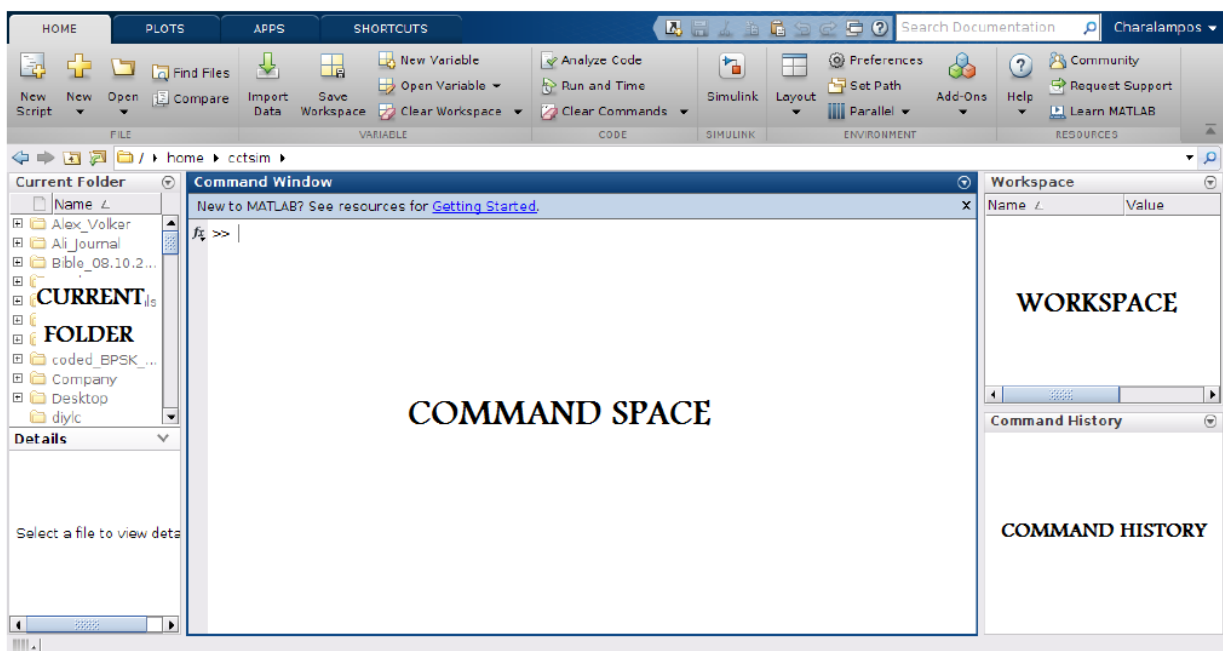 HOME PLOTS APPS SHORTCUTS Search Documentation Charalampos
New Script
New
Open
Find Files
Compare
FILE
Import Data
Save Workspace
New Variable
Open Variable
Clear Workspace
VARIABLE
Analyze Code
Run and Time
Clear Commands
CODE
Simulink
SIMULINK
Layout
Preferences
Set Path
Parallel
Add-Ons
ENVIRONMENT
Help
Community
Request Support
Learn MATLAB
RESOURCES
/ home cctsim
Current Folder
Name
Alex_Volker
Ali_Journal
Bible_08.10.2...
CURRENT
FOLDER
coded_BPSK_...
Company
Desktop
diylc
Details
Select a file to view deta
Command Window
New to MATLAB? See resources for Getting Started.
fx >>
COMMAND SPACE
Workspace
Name Value
WORKSPACE
Command History
COMMAND HISTORY